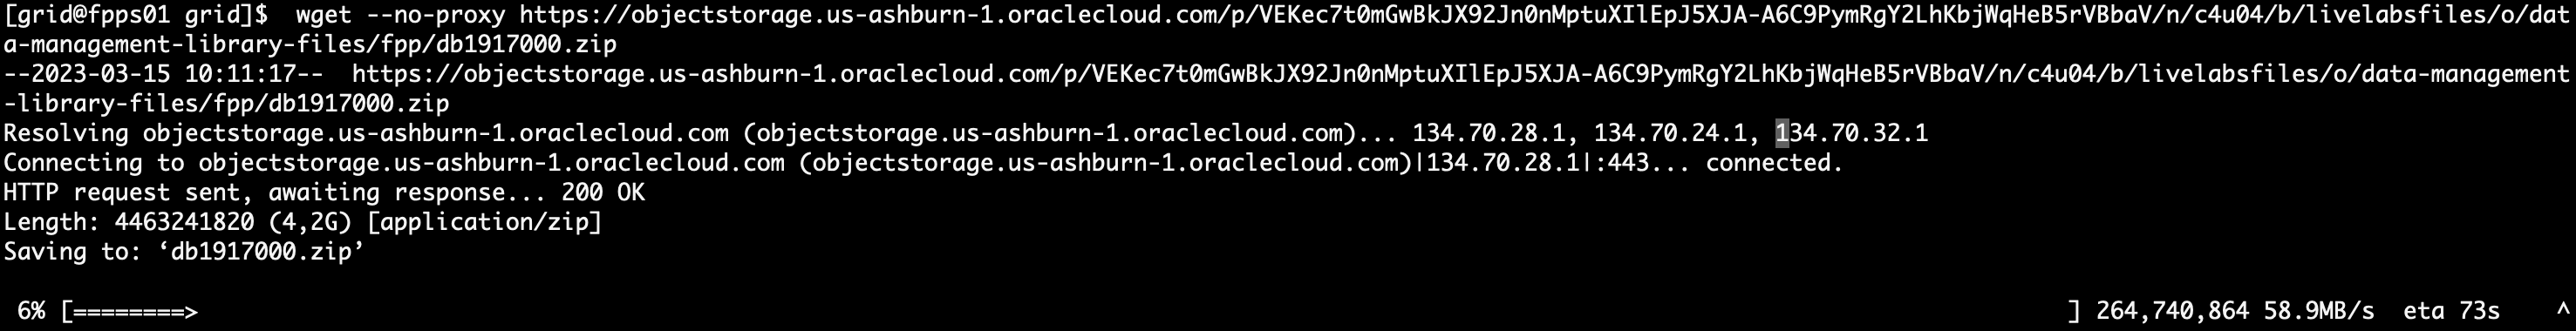 [grid@fpps01 grid]$  wget --no-proxy https://objectstorage.us-ashburn-1.oraclecloud.com/p/VEKec7t0mGwBkJX92Jn0nMptuXIlEpJ5XJA-A6C9PymRgY2LhKbjWqHeB5rVBbaV/n/c4u04/b/livelabsfiles/o/dat
a-management-library-files/fpp/db1917000.zip
--2023-03-15 10:11:17--  https://objectstorage.us-ashburn-1.oraclecloud.com/p/VEKec7t0mGwBkJX92Jn0nMptuXIlEpJ5XJA-A6C9PymRgY2LhKbjWqHeB5rVBbaV/n/c4u04/b/livelabsfiles/o/data-management
-library-files/fpp/db1917000.zip
Resolving objectstorage.us-ashburn-1.oraclecloud.com (objectstorage.us-ashburn-1.oraclecloud.com)... 134.70.28.1, 134.70.24.1, 134.70.32.1
Connecting to objectstorage.us-ashburn-1.oraclecloud.com (objectstorage.us-ashburn-1.oraclecloud.com)|134.70.28.1|:443... connected.
HTTP request sent, awaiting response... 200 OK
Length: 4463241820 (4,2G) [application/zip]
Saving to: ‘db1917000.zip’
 6% [========>                                                                 ] 264,740,864 58.9MB/s  eta 73s    ^